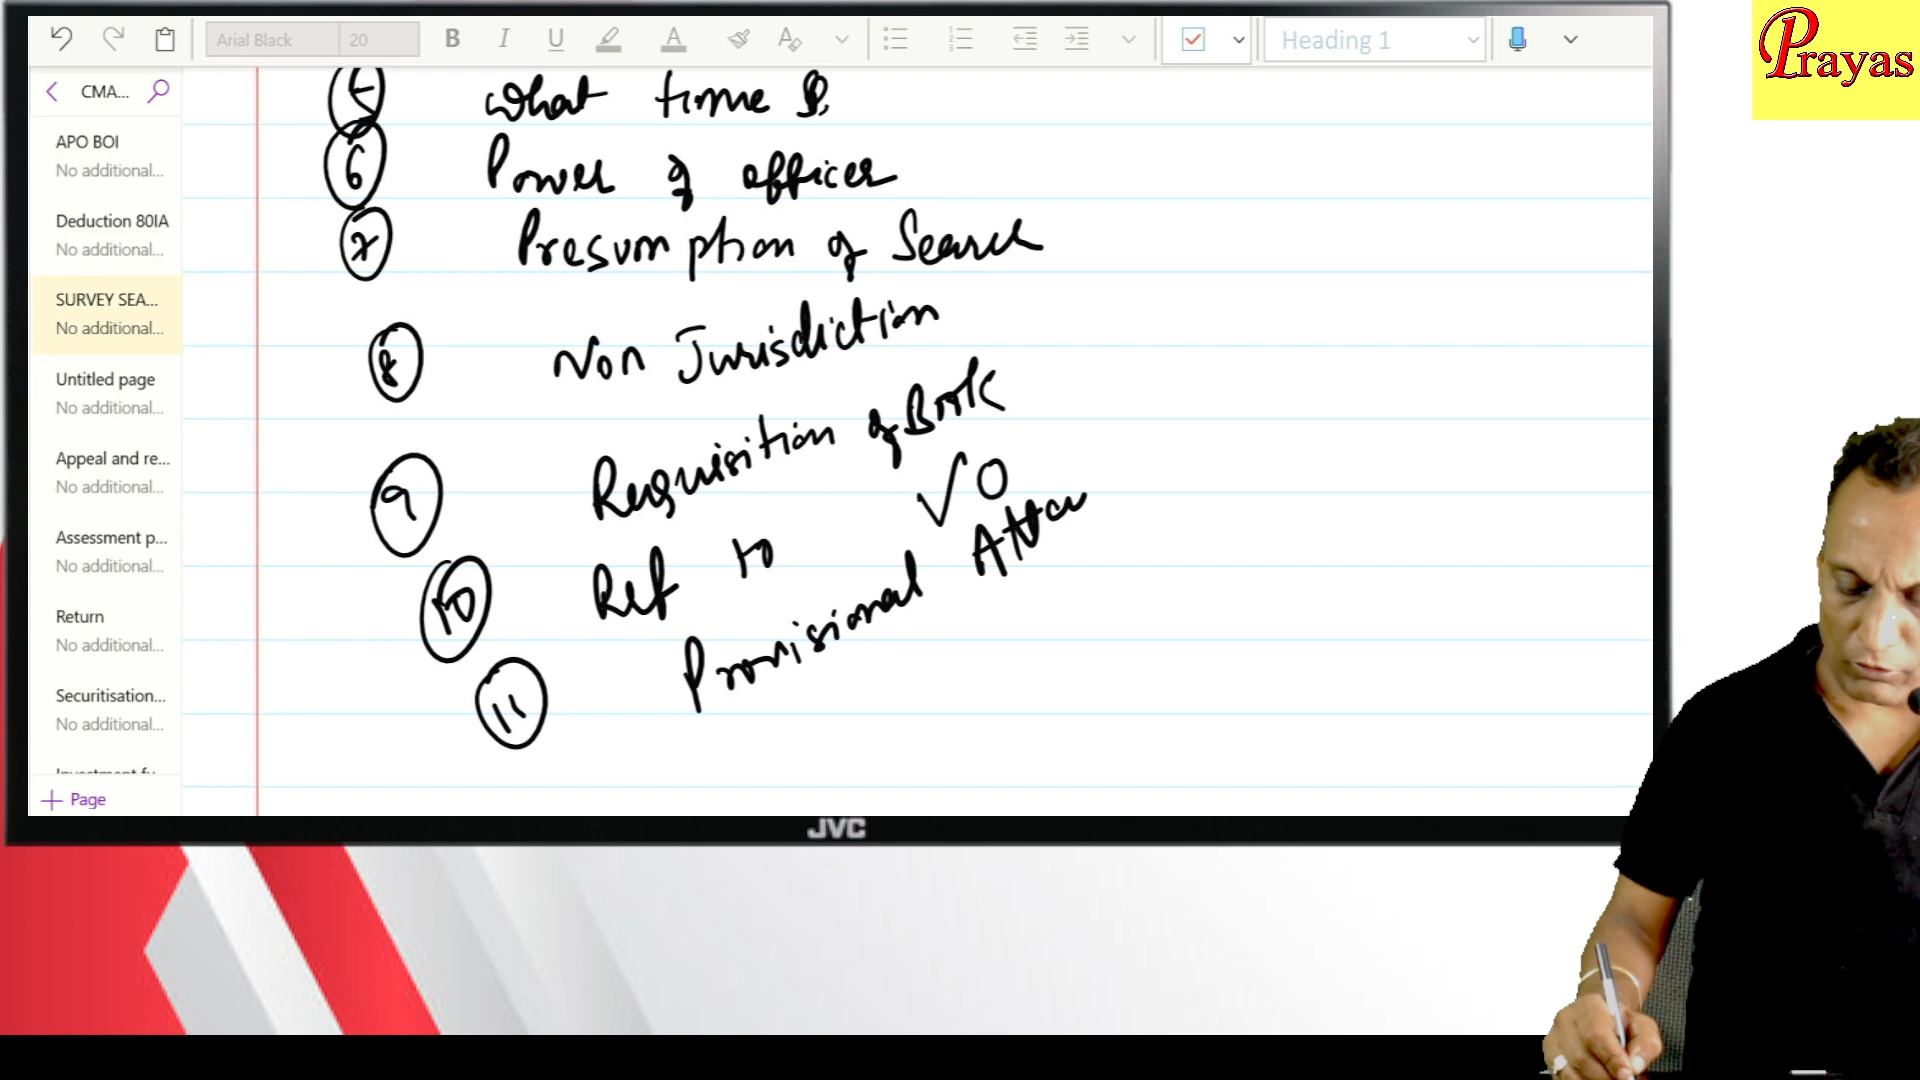 Prayas
Arial Black 20 B I U A Heading 1
CMA...
APO BOI
No additional...
Deduction 80IA
No additional...
SURVEY SEA...
No additional...
Untitled page
No additional...
Appeal and re...
No additional...
Assessment p...
No additional...
Return
No additional...
Securitisation...
No additional...
Page
5 what time
6 Power of officer
7 Presumption of Search
8 Non Jurisdiction
9 Requisition of Book
10 Ref to VO
11 Provisional Attac
JVC